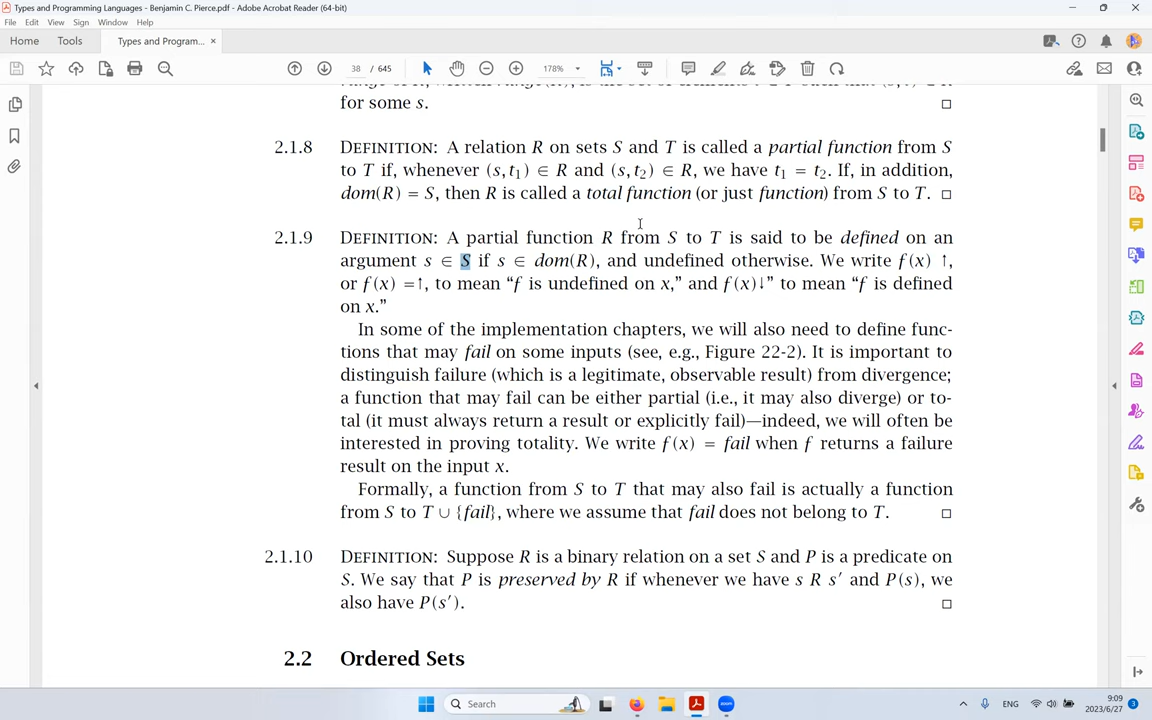 Types and Programming Languages - Benjamin C. Pierce.pdf - Adobe Acrobat Reader (64-bit)
File Edit View Sign Window Help
Home Tools Types and Program... ×
38 / 645 178%
for some s. □
2.1.8 DEFINITION: A relation R on sets S and T is called a partial function from S
to T if, whenever (s,t₁) ∈ R and (s,t₂) ∈ R, we have t₁ = t₂. If, in addition,
dom(R) = S, then R is called a total function (or just function) from S to T. □
2.1.9 DEFINITION: A partial function R from S to T is said to be defined on an
argument s ∈ S if s ∈ dom(R), and undefined otherwise. We write f(x) ↑,
or f(x) =↑, to mean “f is undefined on x,” and f(x)↓” to mean “f is defined
on x.”
In some of the implementation chapters, we will also need to define func-
tions that may fail on some inputs (see, e.g., Figure 22-2). It is important to
distinguish failure (which is a legitimate, observable result) from divergence;
a function that may fail can be either partial (i.e., it may also diverge) or to-
tal (it must always return a result or explicitly fail)—indeed, we will often be
interested in proving totality. We write f(x) = fail when f returns a failure
result on the input x.
Formally, a function from S to T that may also fail is actually a function
from S to T ∪ {fail}, where we assume that fail does not belong to T. □
2.1.10 DEFINITION: Suppose R is a binary relation on a set S and P is a predicate on
S. We say that P is preserved by R if whenever we have s R s′ and P(s), we
also have P(s′). □
2.2 Ordered Sets
Search
ENG
9:09
2023/6/27
3